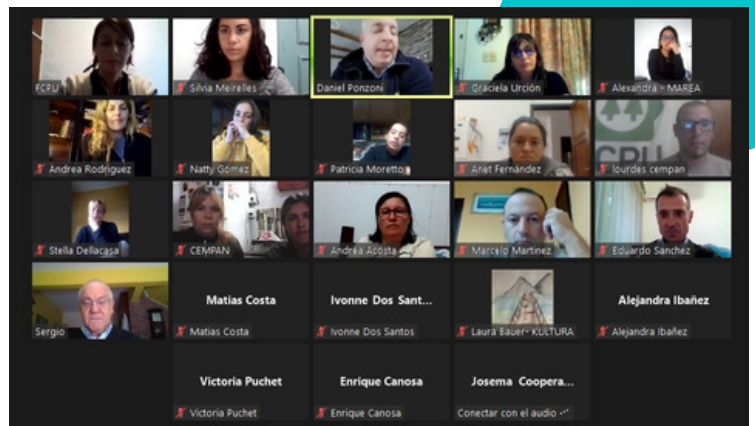 FCPU
Silvia Meirelles
Daniel Ponzoni
Graciela Urción
Alexandra - MAREA
Andrea Rodriguez
Natty Gomez
Patricia Moretto
Anet Fernández
CPU
lourdes cempan
Stella Dellacasa
CEMPAN
Andréa Acosta
Marcelo Martinez
Eduardo Sanchez
Sergio
Matias Costa
Matias Costa
Ivonne Dos Sant...
Ivonne Dos Santos
Laura Bauer- KULTURA
Alejandra Ibañez
Alejandra Ibañez
Victoria Puchet
Victoria Puchet
Enrique Canosa
Enrique Canosa
Josema Coopera...
Conectar con el audio